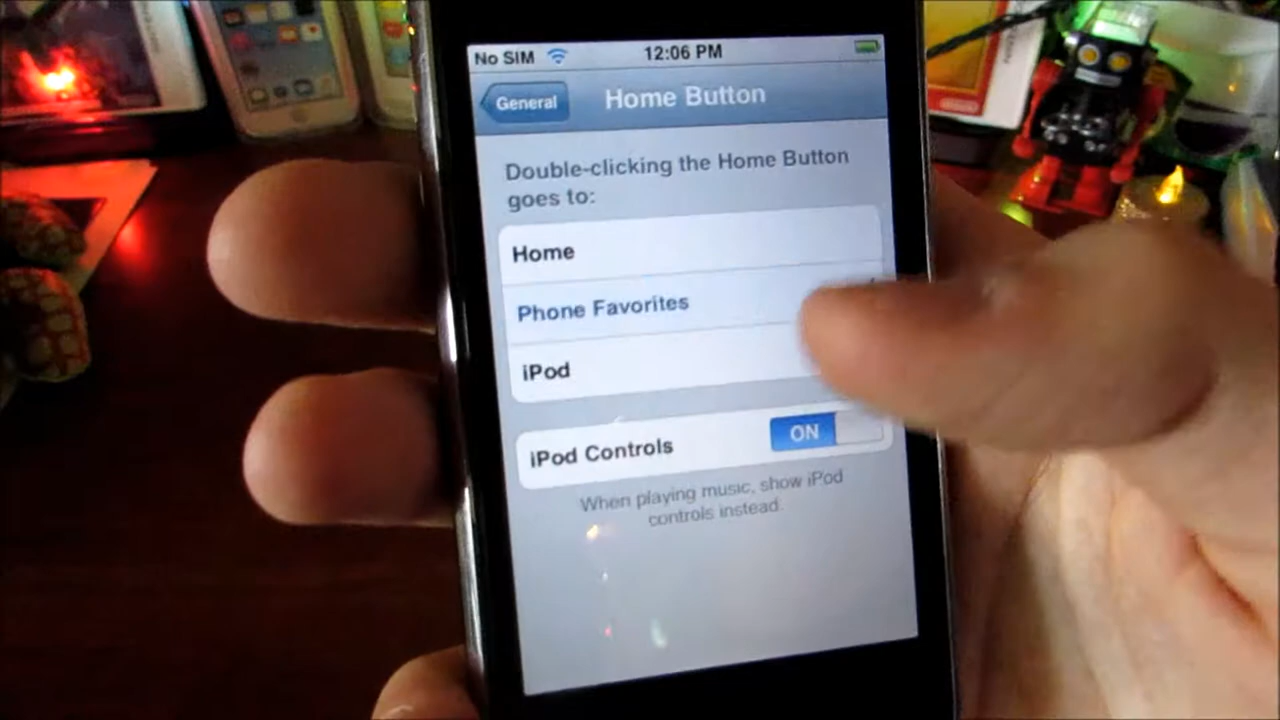 No SIM 12:06 PM
General Home Button
Double-clicking the Home Button
goes to:
Home
Phone Favorites
iPod
iPod Controls ON
When playing music, show iPod
controls instead.